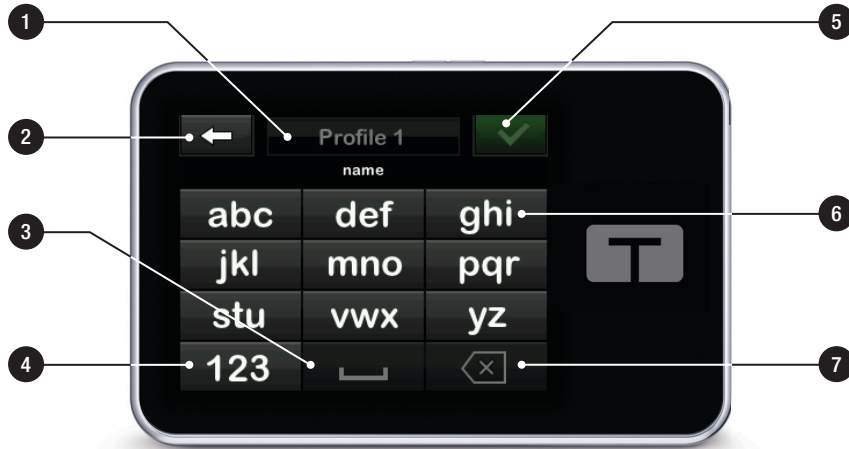 1
5
2
Profile 1
name
abc def ghi
6
3
jkl mno pqr
stu vwx yz
4
123
7
T